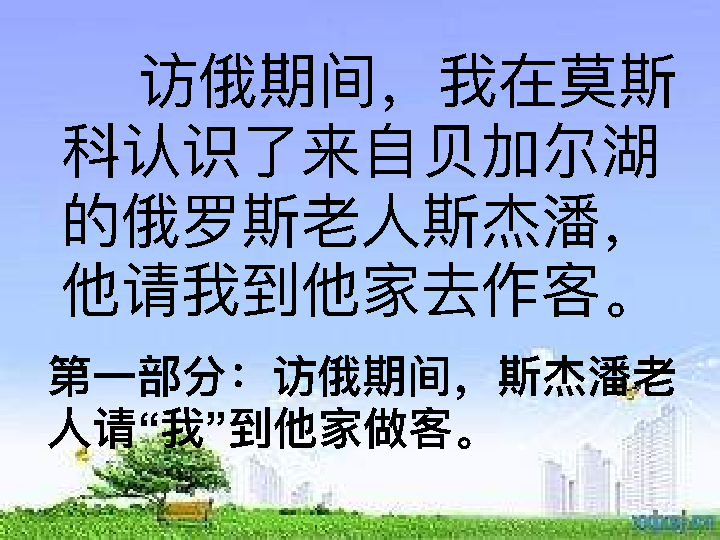 访俄期间，我在莫斯
科认识了来自贝加尔湖
的俄罗斯老人斯杰潘，
他请我到他家去作客。
第一部分：访俄期间，斯杰潘老
人请“我”到他家做客。